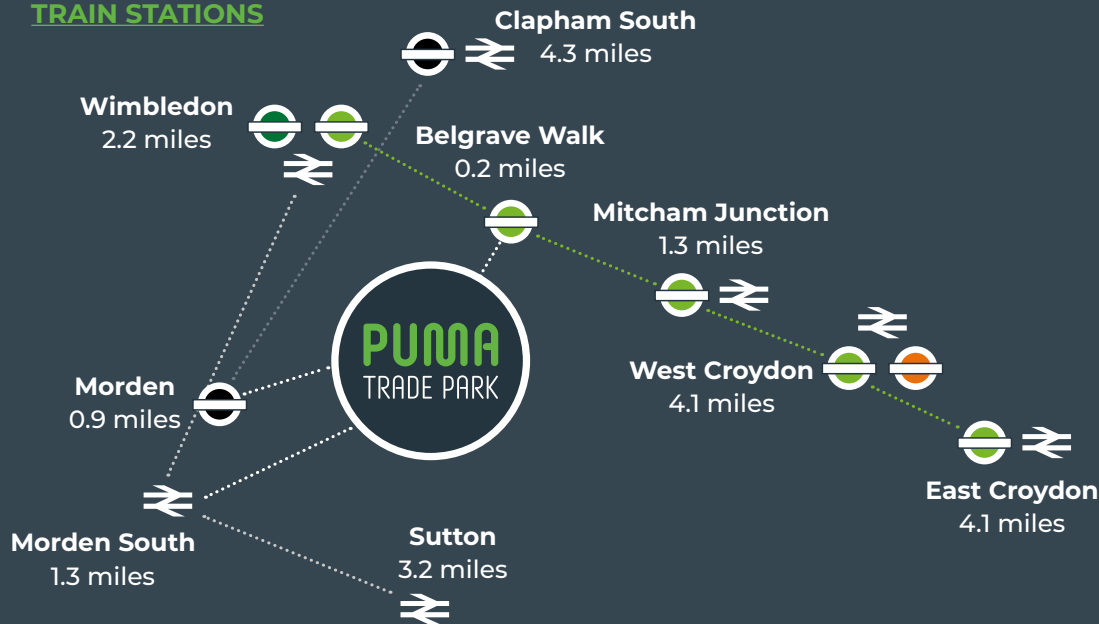 TRAIN STATIONS
Clapham South
4.3 miles
Wimbledon
2.2 miles
Belgrave Walk
0.2 miles
Mitcham Junction
1.3 miles
PUMA
TRADE PARK
West Croydon
4.1 miles
Morden
0.9 miles
East Croydon
4.1 miles
Morden South
1.3 miles
Sutton
3.2 miles